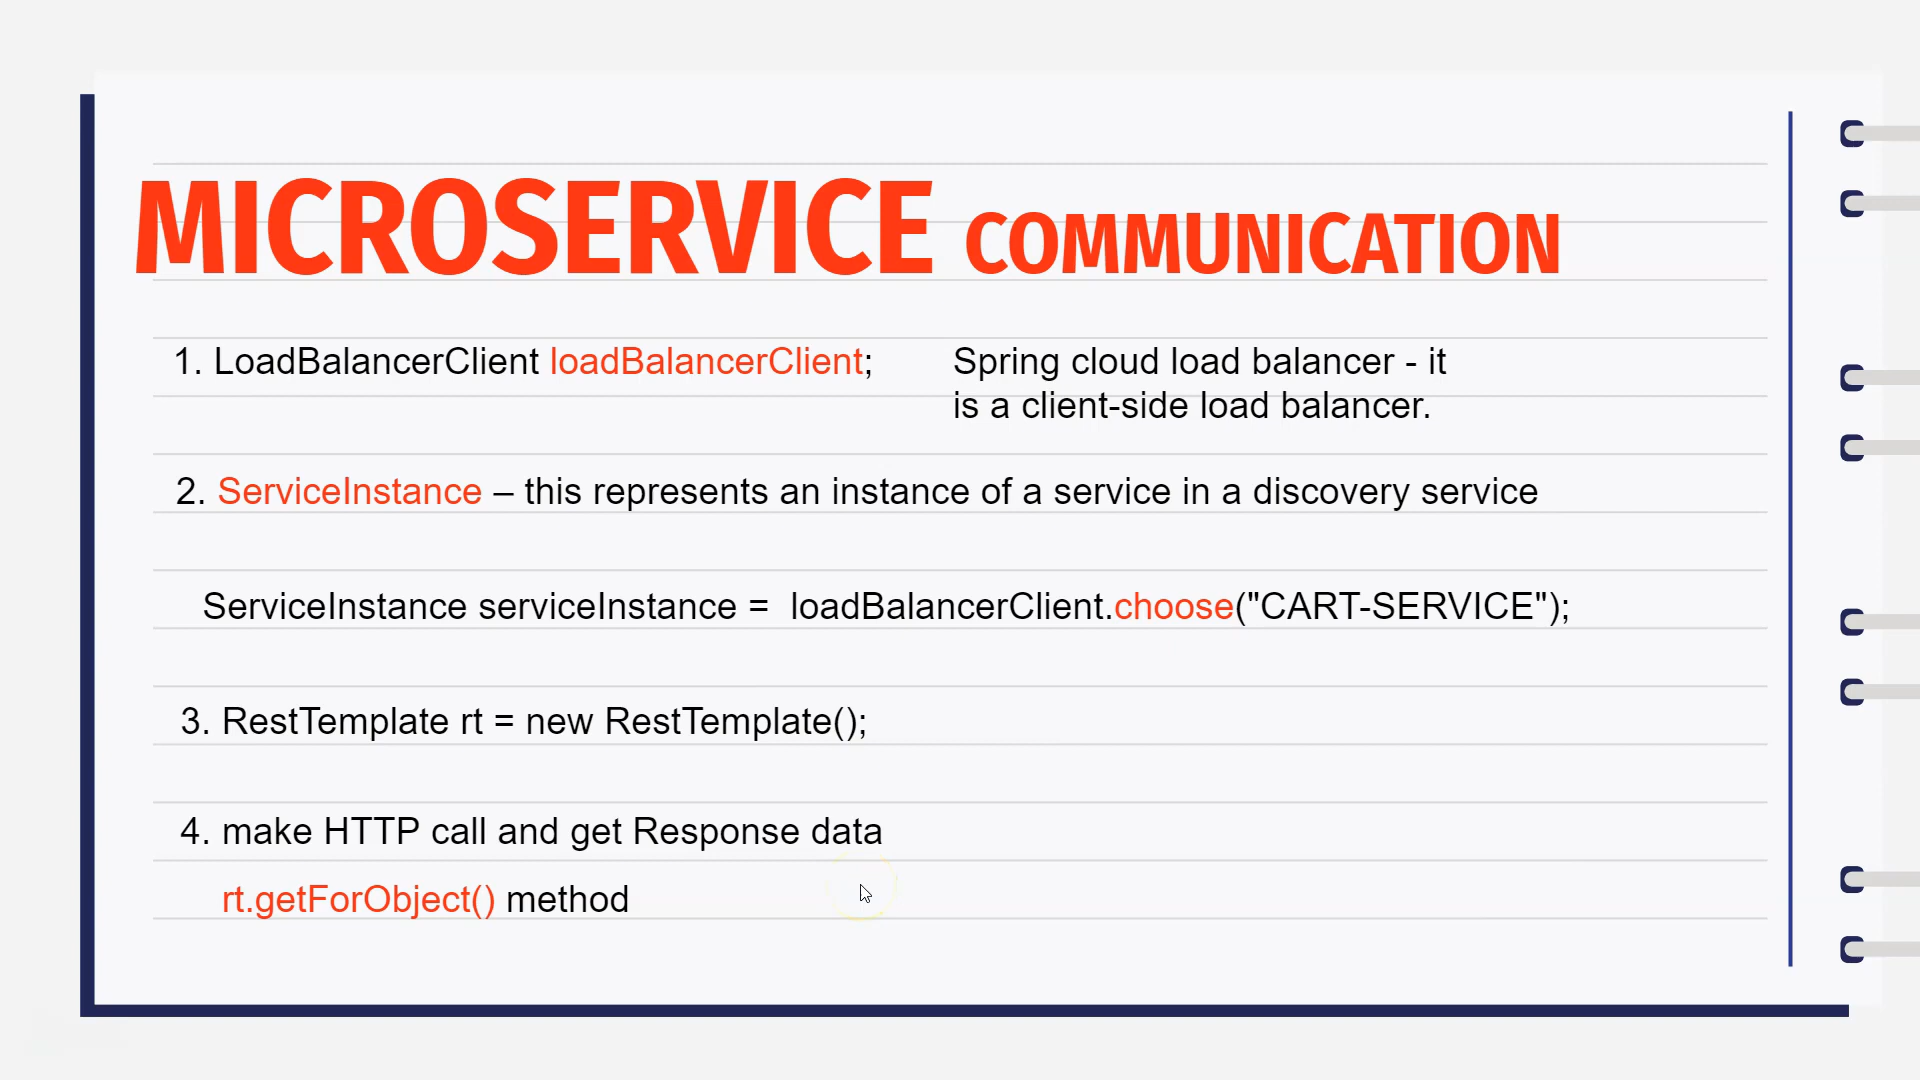 MICROSERVICE COMMUNICATION
1. LoadBalancerClient loadBalancerClient;
Spring cloud load balancer - it
is a client-side load balancer.
2. ServiceInstance – this represents an instance of a service in a discovery service
ServiceInstance serviceInstance =  loadBalancerClient.choose("CART-SERVICE");
3. RestTemplate rt = new RestTemplate();
4. make HTTP call and get Response data
rt.getForObject() method